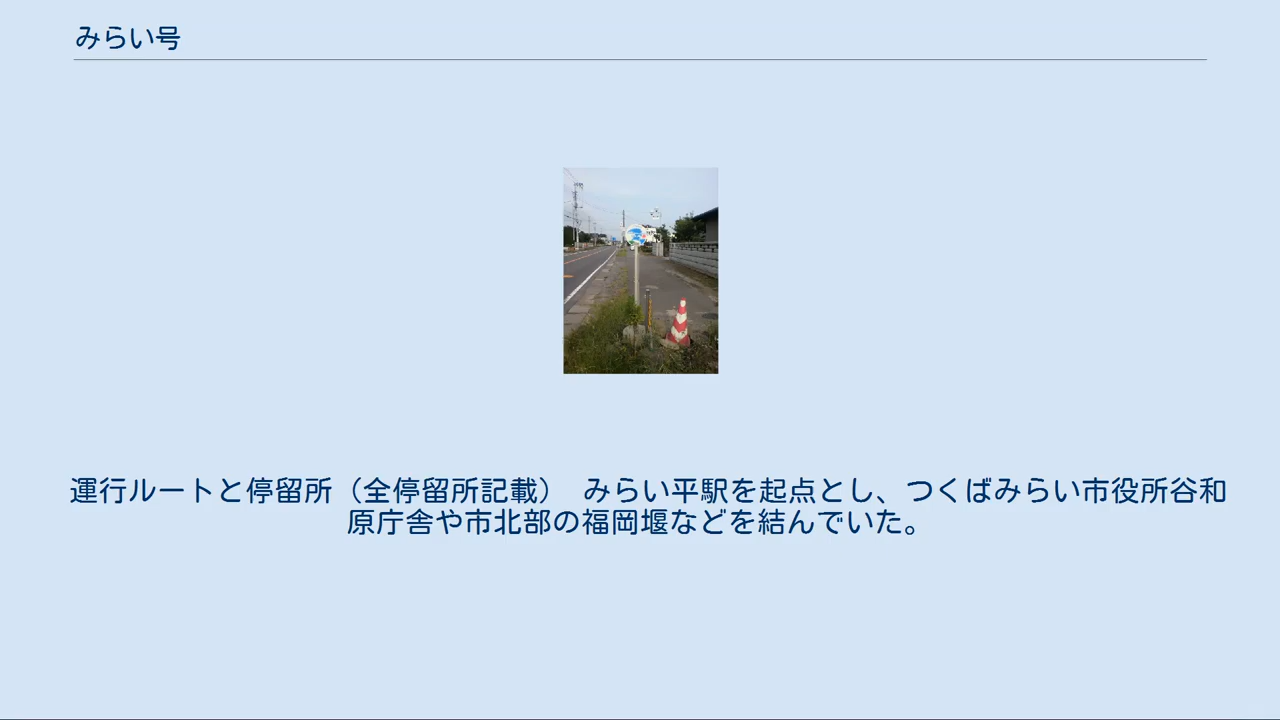 みらい号
運行ルートと停留所（全停留所記載） みらい平駅を起点とし、つくばみらい市役所谷和
原庁舎や市北部の福岡堰などを結んでいた。